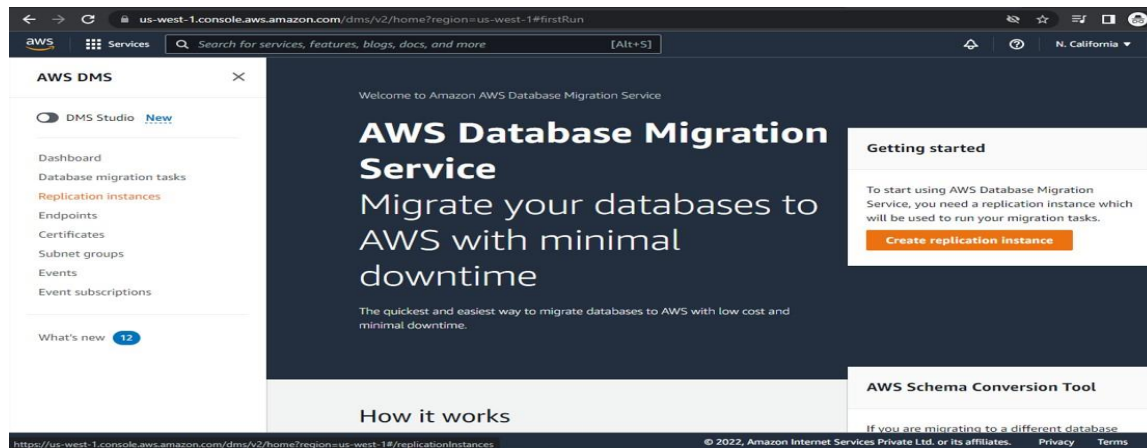 us-west-1.console.aws.amazon.com/dms/v2/home?region=us-west-1#firstRun
aws
Services
Search for services, features, blogs, docs, and more
[Alt+S]
N. California
AWS DMS
DMS Studio New
Dashboard
Database migration tasks
Replication instances
Endpoints
Certificates
Subnet groups
Events
Event subscriptions
What's new 12
Welcome to Amazon AWS Database Migration Service
AWS Database Migration
Service
Migrate your databases to
AWS with minimal
downtime
The quickest and easiest way to migrate databases to AWS with low cost and
minimal downtime.
How it works
Getting started
To start using AWS Database Migration
Service, you need a replication instance which
will be used to run your migration tasks.
Create replication instance
AWS Schema Conversion Tool
If you are migrating to a different database
https://us-west-1.console.aws.amazon.com/dms/v2/home?region=us-west-1#/replicationInstances
© 2022, Amazon Internet Services Private Ltd. or its affiliates.
Privacy
Terms